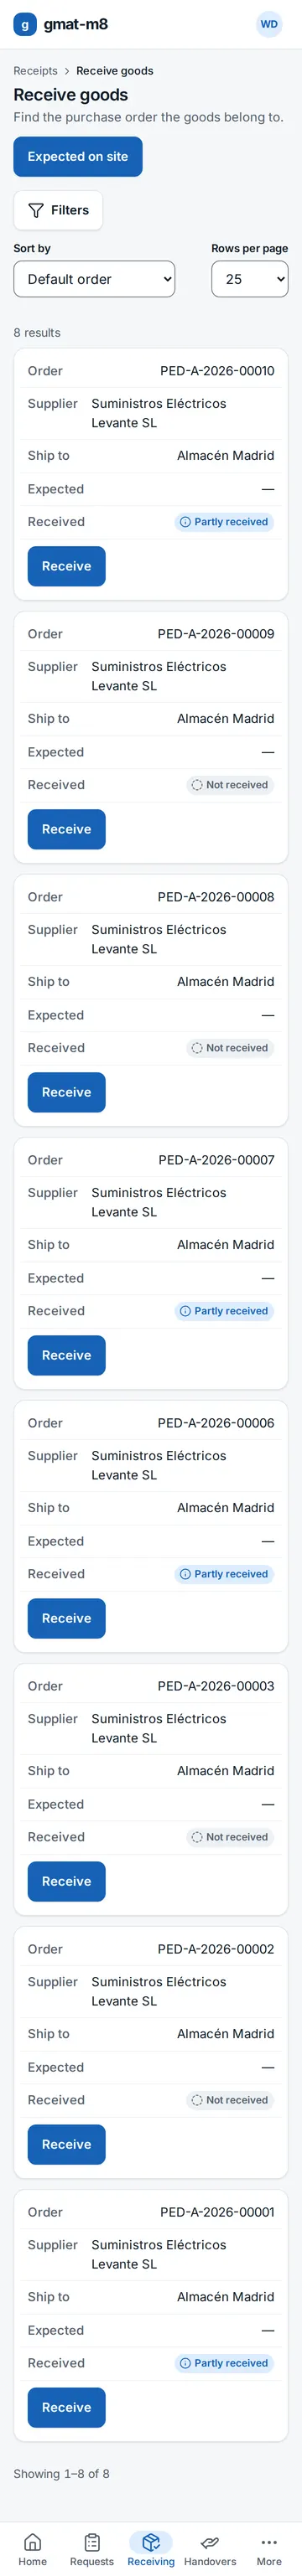 g gmat-m8 WD
Receipts > Receive goods
Receive goods
Find the purchase order the goods belong to.
Expected on site
Filters
Sort by Rows per page
Default order 25
8 results
Order PED-A-2026-00010
Supplier Suministros Eléctricos
Levante SL
Ship to Almacén Madrid
Expected —
Received Partly received
Receive
Order PED-A-2026-00009
Supplier Suministros Eléctricos
Levante SL
Ship to Almacén Madrid
Expected —
Received Not received
Receive
Order PED-A-2026-00008
Supplier Suministros Eléctricos
Levante SL
Ship to Almacén Madrid
Expected —
Received Not received
Receive
Order PED-A-2026-00007
Supplier Suministros Eléctricos
Levante SL
Ship to Almacén Madrid
Expected —
Received Partly received
Receive
Order PED-A-2026-00006
Supplier Suministros Eléctricos
Levante SL
Ship to Almacén Madrid
Expected —
Received Partly received
Receive
Order PED-A-2026-00003
Supplier Suministros Eléctricos
Levante SL
Ship to Almacén Madrid
Expected —
Received Not received
Receive
Order PED-A-2026-00002
Supplier Suministros Eléctricos
Levante SL
Ship to Almacén Madrid
Expected —
Received Not received
Receive
Order PED-A-2026-00001
Supplier Suministros Eléctricos
Levante SL
Ship to Almacén Madrid
Expected —
Received Partly received
Receive
Showing 1–8 of 8
Home Requests Receiving Handovers More